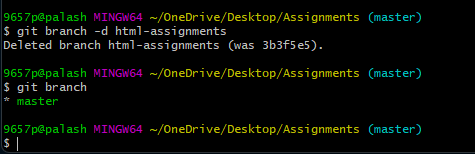 9657p@palash MINGW64 ~/OneDrive/Desktop/Assignments (master)
$ git branch -d html-assignments
Deleted branch html-assignments (was 3b3f5e5).
9657p@palash MINGW64 ~/OneDrive/Desktop/Assignments (master)
$ git branch
* master
9657p@palash MINGW64 ~/OneDrive/Desktop/Assignments (master)
$